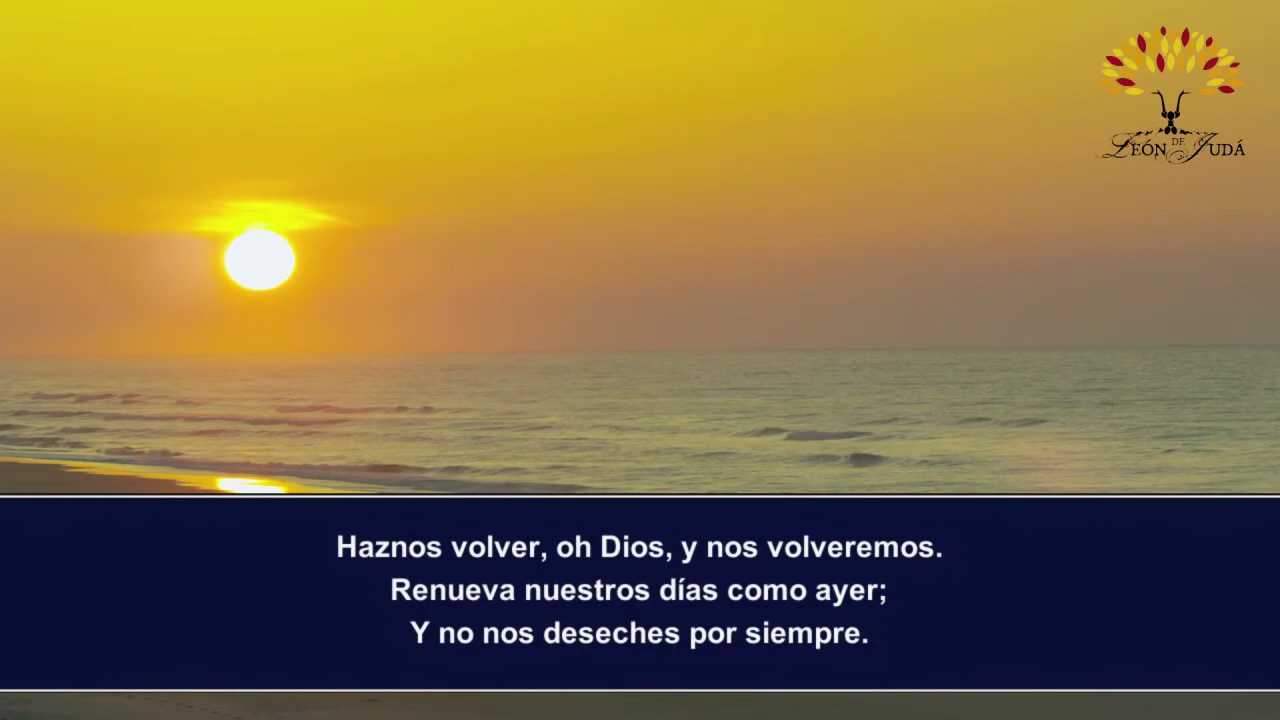 LEÓN DE JUDÁ
Haznos volver, oh Dios, y nos volveremos.
Renueva nuestros días como ayer;
Y no nos deseches por siempre.